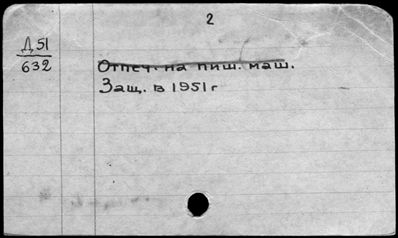 2
Д 51
632
Отпеч. на пиш. маш.
Защ. в 1951 г